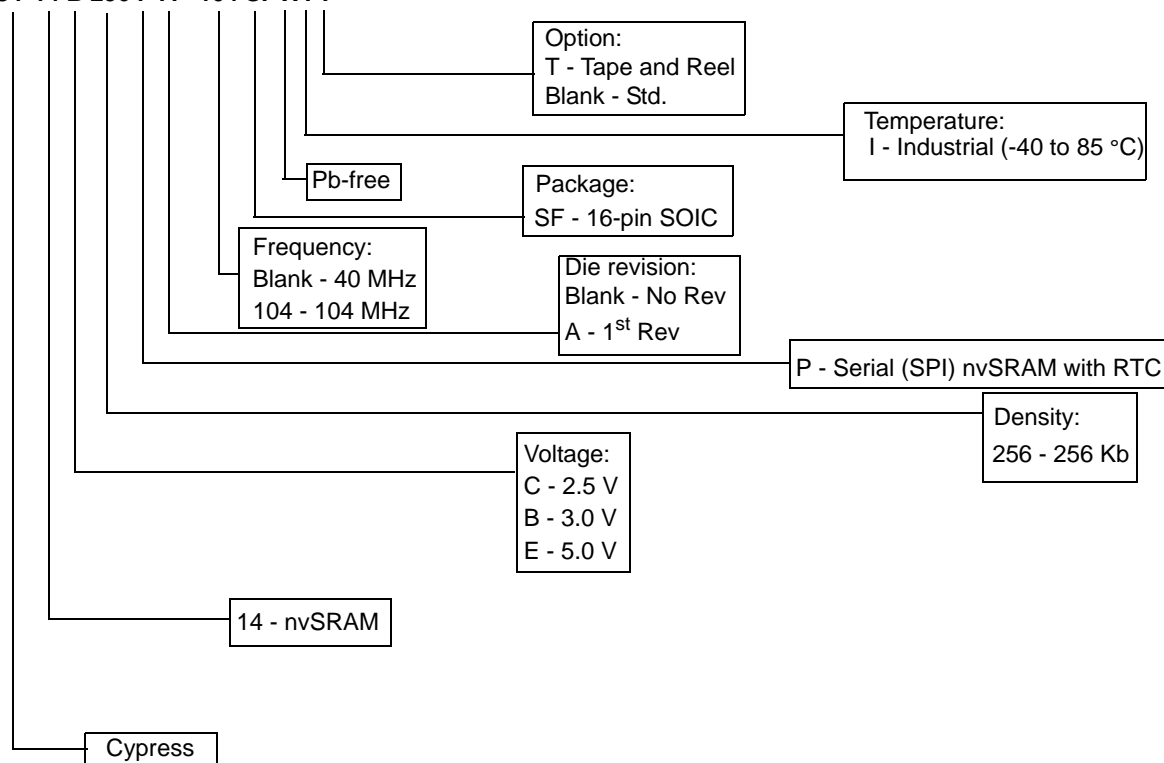 Option:
T - Tape and Reel
Blank - Std.
Temperature:
I - Industrial (-40 to 85 °C)
Pb-free
Package:
SF - 16-pin SOIC
Frequency:
Blank - 40 MHz
104 - 104 MHz
Die revision:
Blank - No Rev
A - 1st Rev
P - Serial (SPI) nvSRAM with RTC
Density:
256 - 256 Kb
Voltage:
C - 2.5 V
B - 3.0 V
E - 5.0 V
14 - nvSRAM
Cypress